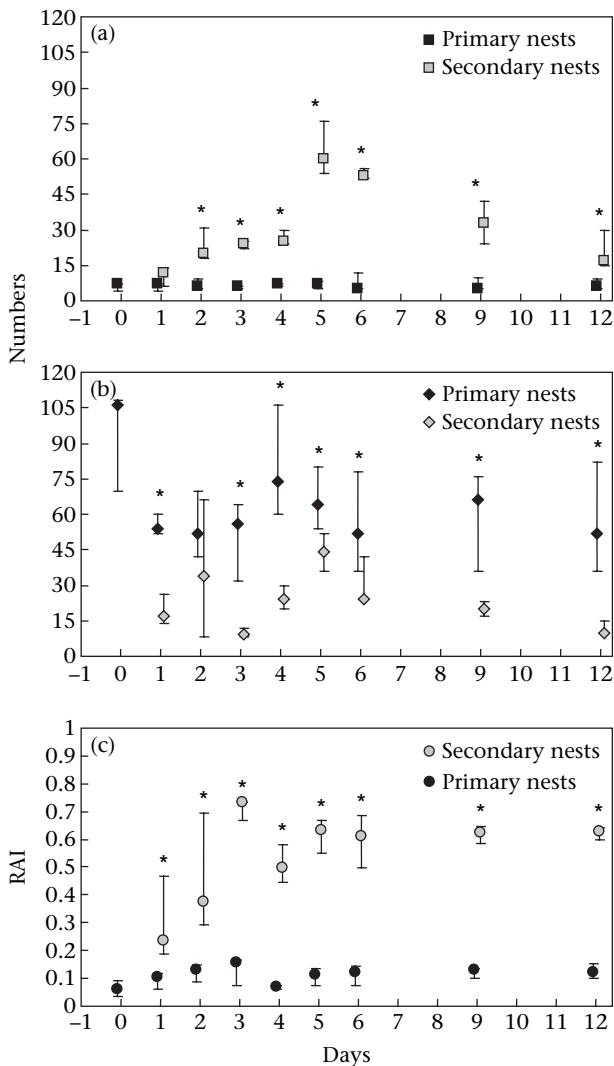 (a)
Primary nests
Secondary nests
120
105
90
75
60
45
30
15
0
* * * * * * *
–1 0 1 2 3 4 5 6 7 8 9 10 11 12
Numbers
(b)
Primary nests
Secondary nests
120
105
90
75
60
45
30
15
0
* * * * * * *
–1 0 1 2 3 4 5 6 7 8 9 10 11 12
(c)
Secondary nests
Primary nests
1
0.9
0.8
0.7
0.6
0.5
0.4
0.3
0.2
0.1
0
* * * * * * * *
RAI
–1 0 1 2 3 4 5 6 7 8 9 10 11 12
Days